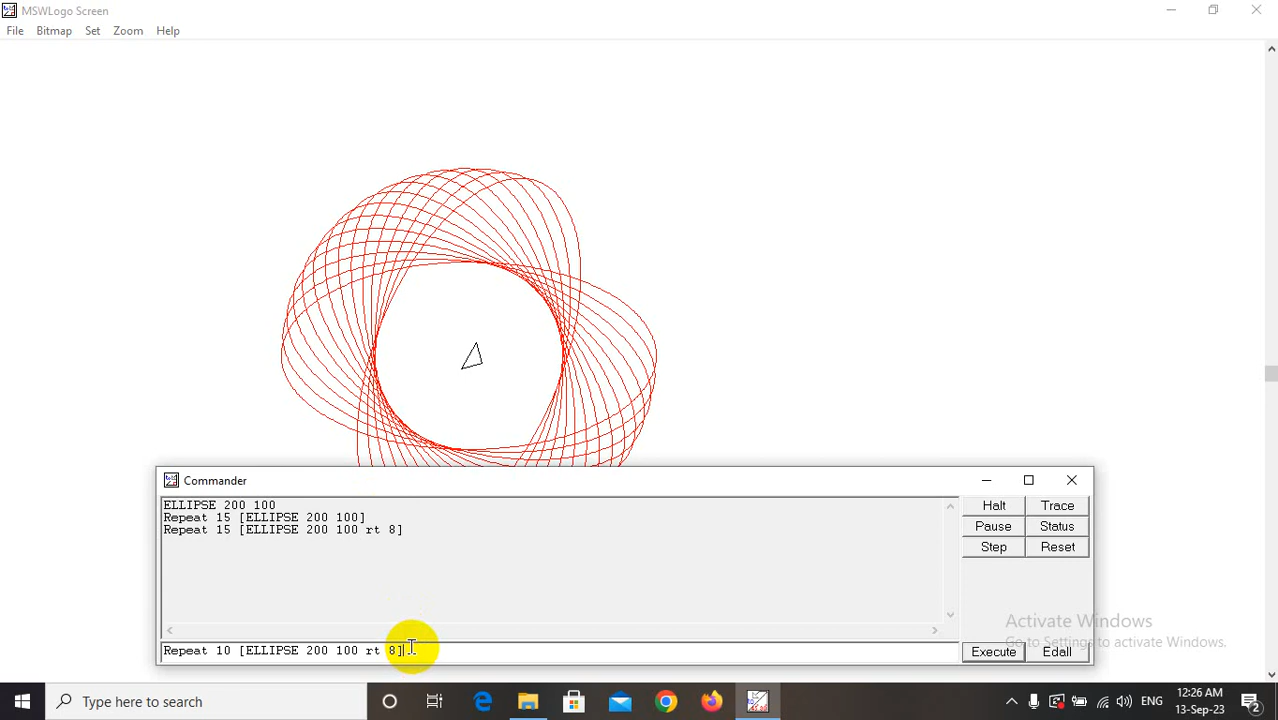 MSWLogo Screen
File Bitmap Set Zoom Help
Commander
ELLIPSE 200 100
Repeat 15 [ELLIPSE 200 100]
Repeat 15 [ELLIPSE 200 100 rt 8]
Halt Trace
Pause Status
Step Reset
Activate Windows
Go to Settings to activate Windows.
Repeat 10 [ELLIPSE 200 100 rt 8]
Execute Edall
Type here to search
ENG
12:26 AM
13-Sep-23
2